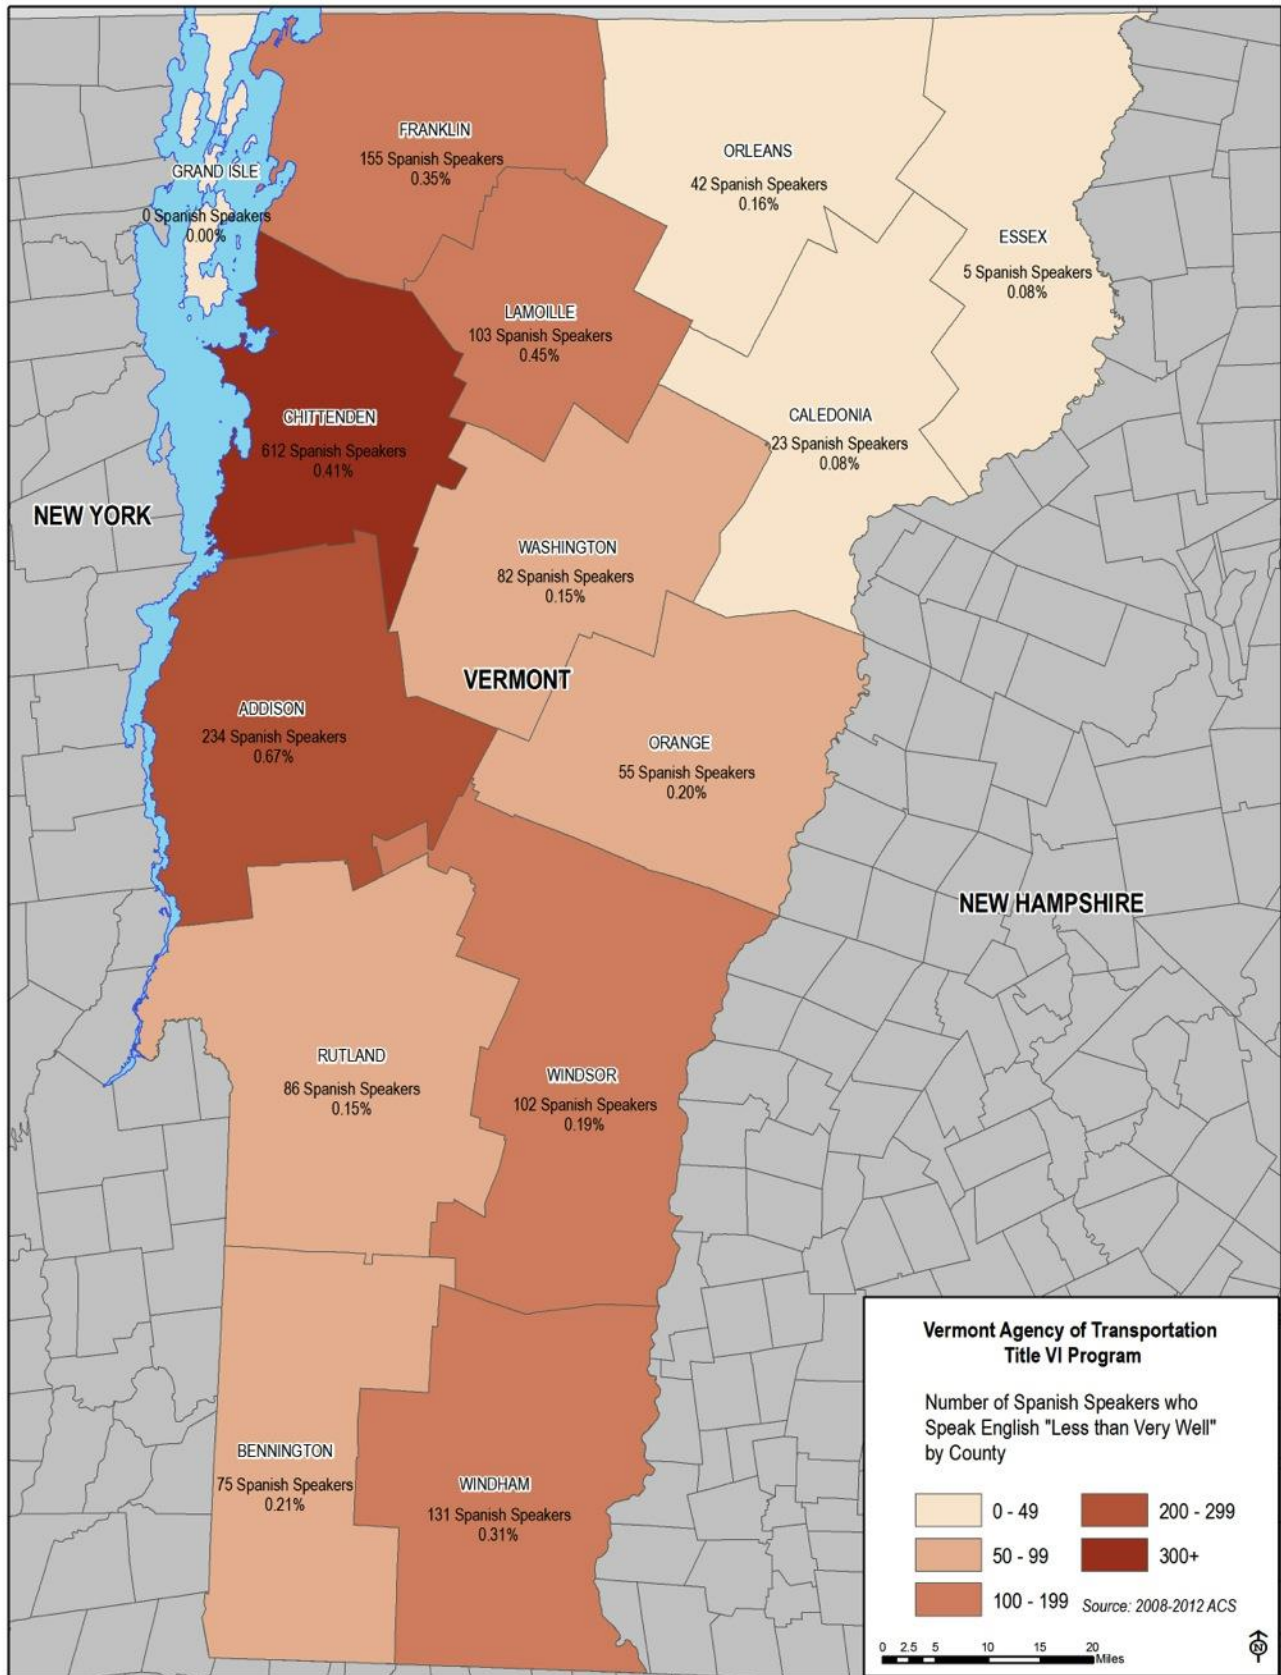 FRANKLIN
155 Spanish Speakers
0.35%
ORLEANS
42 Spanish Speakers
0.16%
GRAND ISLE
0 Spanish Speakers
0.00%
ESSEX
5 Spanish Speakers
0.08%
LAMOILLE
103 Spanish Speakers
0.45%
CHITTENDEN
612 Spanish Speakers
0.41%
CALEDONIA
23 Spanish Speakers
0.08%
NEW YORK
WASHINGTON
82 Spanish Speakers
0.15%
VERMONT
ADDISON
234 Spanish Speakers
0.67%
ORANGE
55 Spanish Speakers
0.20%
NEW HAMPSHIRE
RUTLAND
86 Spanish Speakers
0.15%
WINDSOR
102 Spanish Speakers
0.19%
BENNINGTON
75 Spanish Speakers
0.21%
WINDHAM
131 Spanish Speakers
0.31%
Vermont Agency of Transportation
Title VI Program
Number of Spanish Speakers who
Speak English "Less than Very Well"
by County
0 - 49
50 - 99
100 - 199
200 - 299
300+
Source: 2008-2012 ACS
0 2.5 5 10 15 20
Miles
N